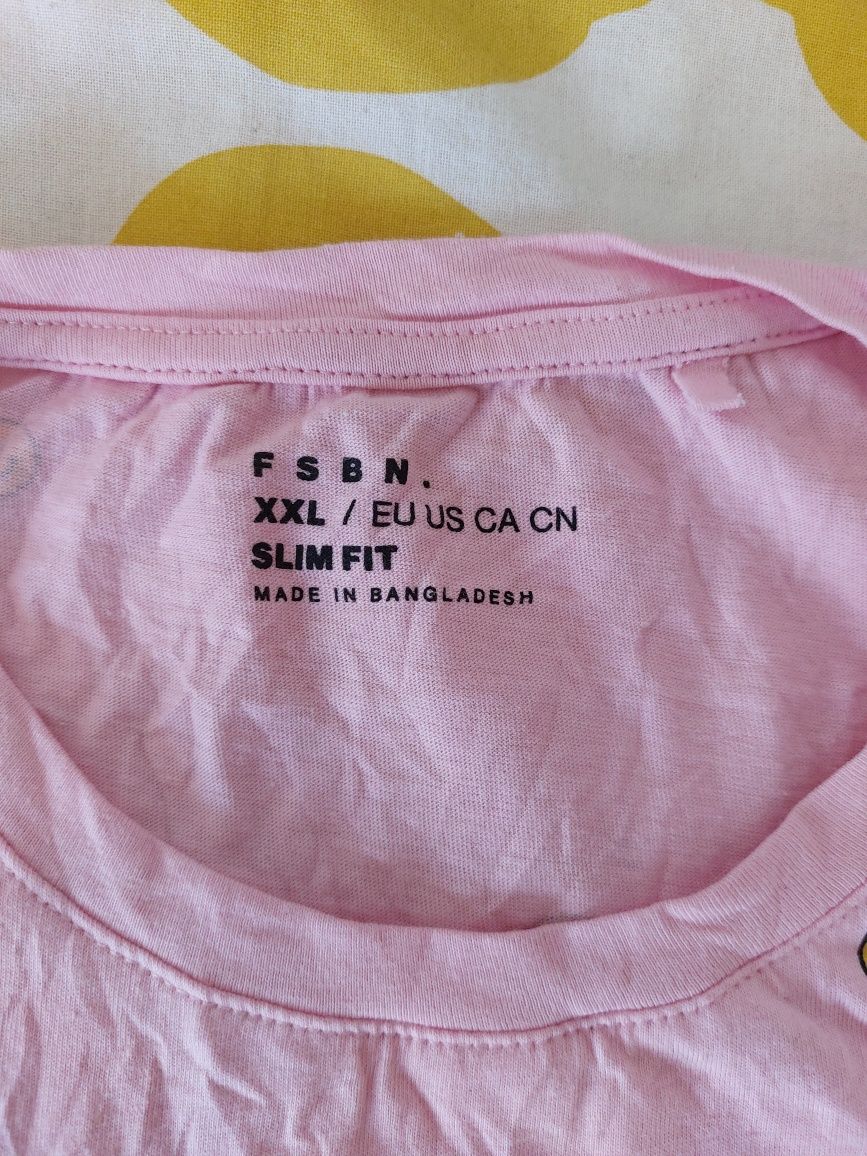 F S B N.
XXL / EU US CA CN
SLIM FIT
MADE IN BANGLADESH